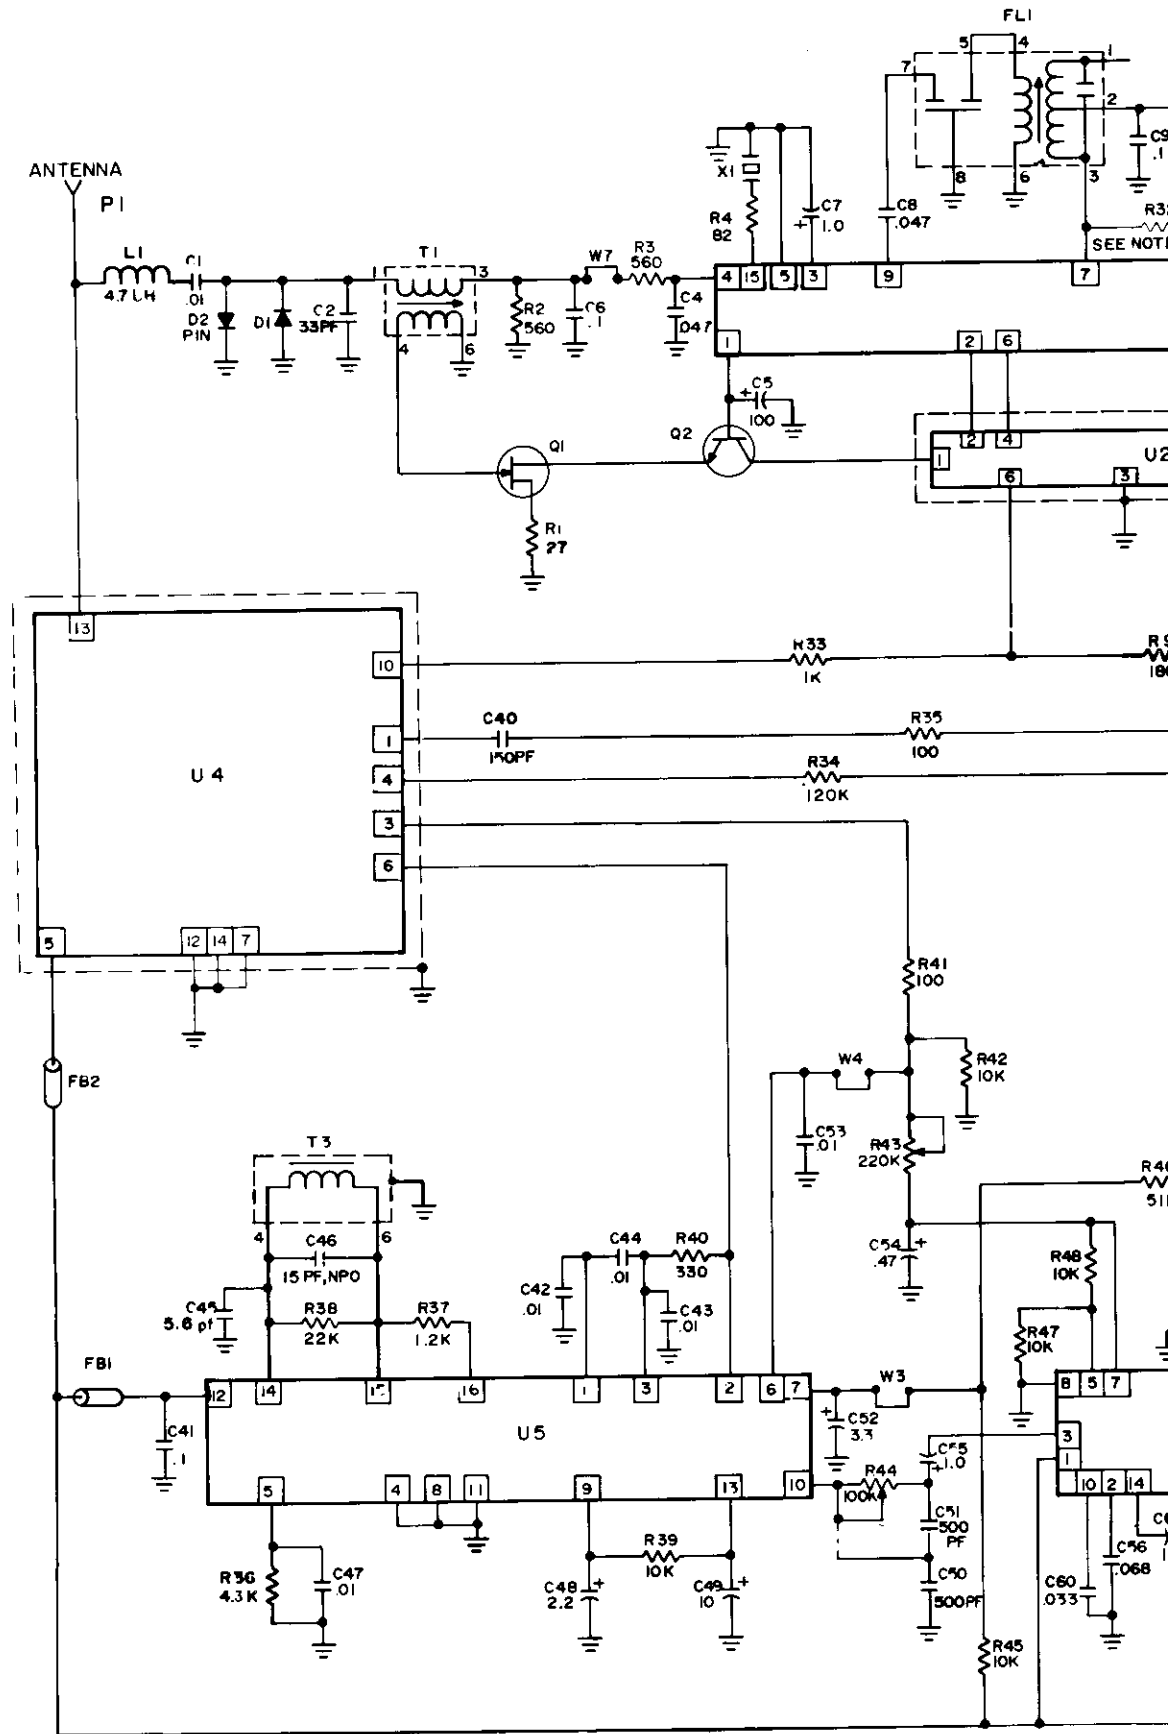 FL1
5 4
7 1
2
C9
.1
8 6 3
ANTENNA
P1
X1
R4
82
C7
+ 1.0
C8
.047
SEE NOT
L1
4.7
C1
.01
D2
PIN
D1
C2
33PF
1 T1 3
4 6
R2
560
C6
.1
W7
R3
560
C4
.047
4 15 5 3 9 7
1 2 6
+ C5
100
Q2
Q1
R1
27
2 4
1 U2
6 3
13
10
1
4
3
6
U4
5 12 14 7
R33
1K
C40
150PF
R35
100
R34
120K
R41
100
W4
R42
10K
C53
.01
R43
220K
FB2
T3
4 6
C46
15 PF,NPO
C45
5.6 pf
R38
22K
R37
1.2K
C44
.01
R40
330
C42
.01
C43
.01
C54 +
.47
R48
10K
R47
10K
FB1
C41
.1
12 14 15 16 1 3 2 6 7
U5
5 4 8 11 9 13 10
W3
+ C52
3.3
R44
100K
C55
+ 1.0
C51
500
PF
C50
500PF
8 5 7
3
1
10 2 14
C56
.068
C60
.033
R36
4.3K
C47
.01
R39
10K
C48 +
2.2
C49 +
10
R45
10K